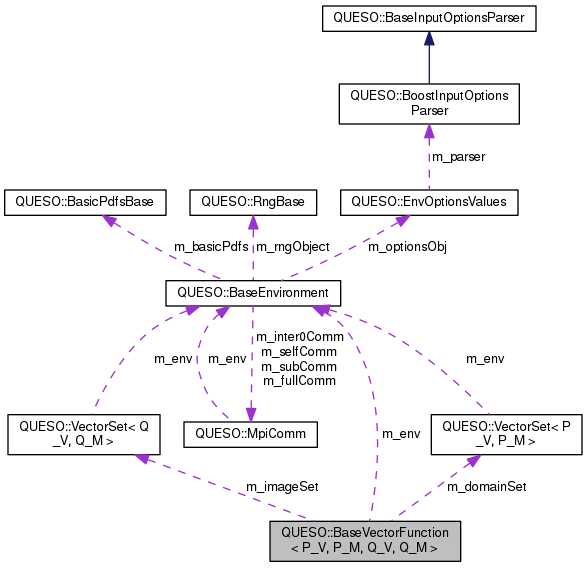 QUESO::BaseInputOptionsParser
QUESO::BoostInputOptions
Parser
m_parser
QUESO::BasicPdfsBase
QUESO::RngBase
QUESO::EnvOptionsValues
m_basicPdfs
m_rngObject
m_optionsObj
QUESO::BaseEnvironment
m_env
m_env
m_inter0Comm
m_selfComm
m_subComm
m_fullComm
m_env
QUESO::VectorSet< Q
_V, Q_M >
QUESO::MpiComm
m_env
QUESO::VectorSet< P
_V, P_M >
m_imageSet
m_domainSet
QUESO::BaseVectorFunction
< P_V, P_M, Q_V, Q_M >